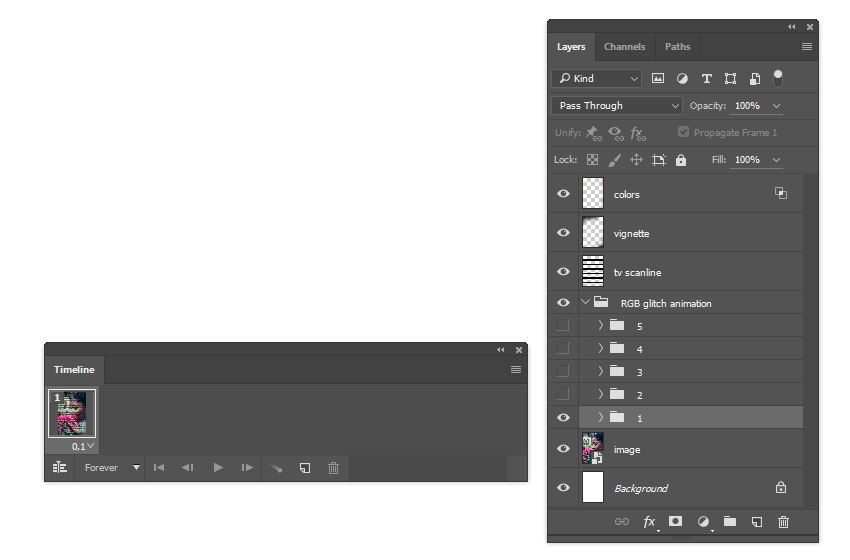 Layers Channels Paths
Kind
Pass Through Opacity: 100%
Unify: Propagate Frame 1
Lock: Fill: 100%
colors
vignette
tv scanline
RGB glitch animation
5
4
3
2
1
image
Background
fx
Timeline
1
0,1
Forever